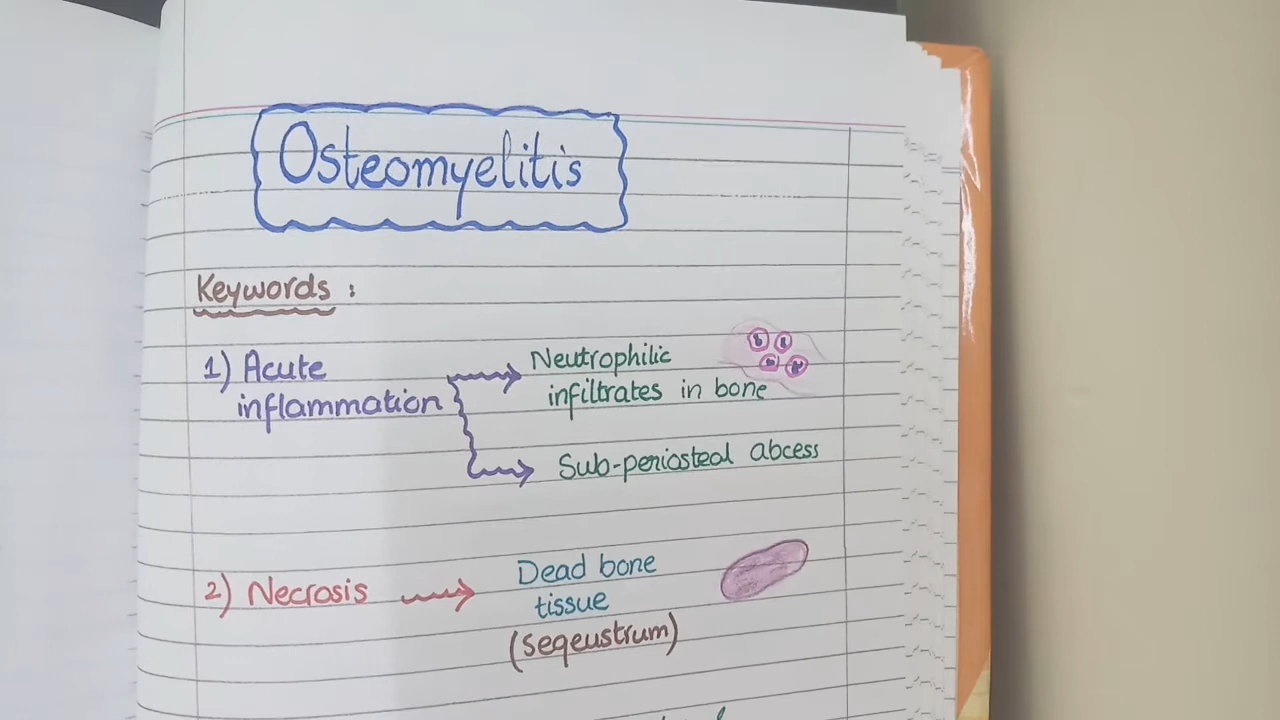 Osteomyelitis
Keywords :
1) Acute
inflammation
Neutrophilic
infiltrates in bone
Sub-periosteal abcess
2) Necrosis
Dead bone
tissue
(seqeustrum)